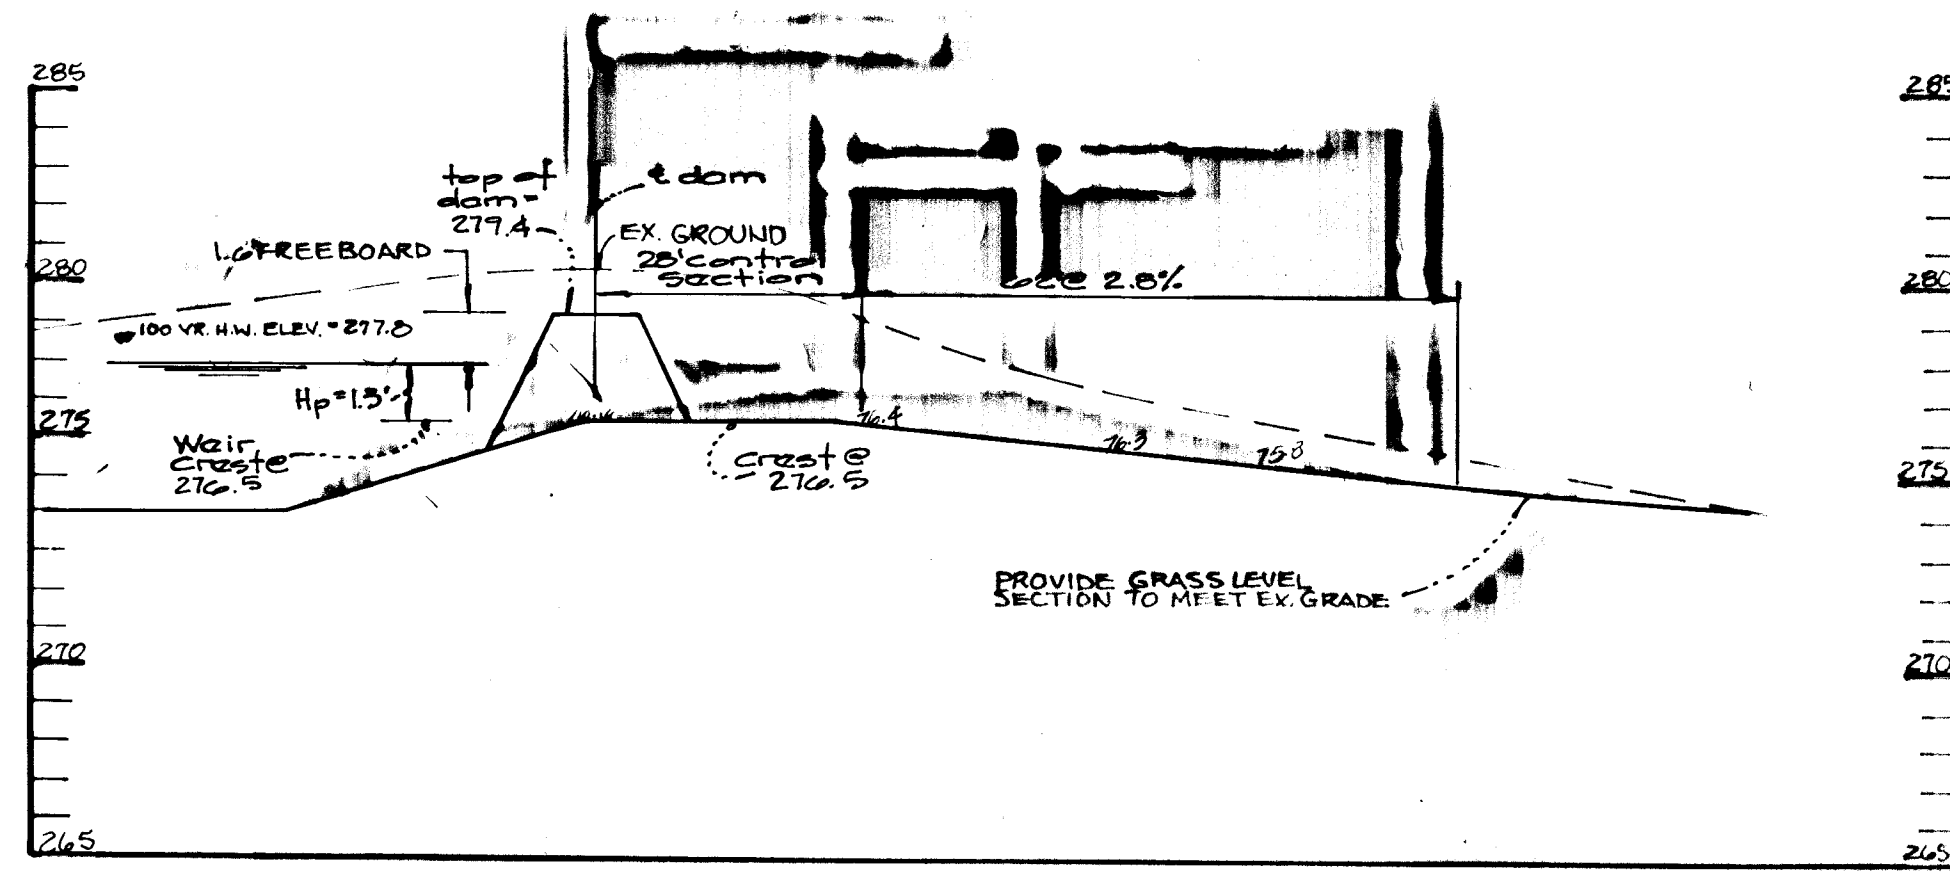 285
285
top of
dam =
279.4
℄ dam
1.6' FREEBOARD
EX. GROUND
28' control
section
62' @ 2.8%
280
280
100 YR. H.W. ELEV. = 277.8
Hp = 1.3'
275
Weir
Crest @
276.5
Crest @
276.5
76.4
76.3
75.8
275
PROVIDE GRASS LEVEL
SECTION TO MEET EX. GRADE
270
270
265
265